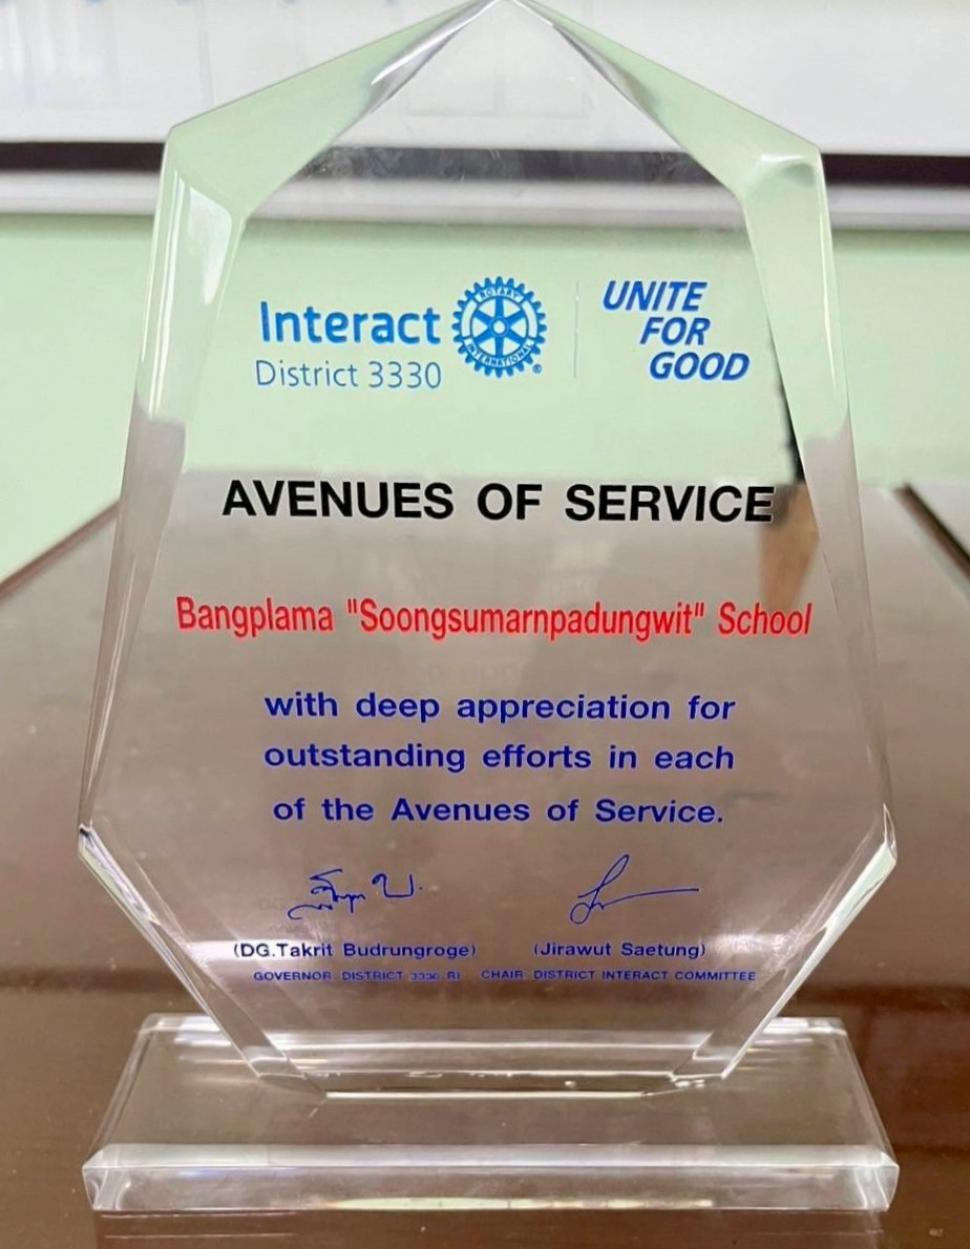 Interact
District 3330
ROTARY
INTERNATIONAL
UNITE
FOR
GOOD
AVENUES OF SERVICE
Bangplama "Soongsumarnpadungwit" School
with deep appreciation for
outstanding efforts in each
of the Avenues of Service.
(DG.Takrit Budrungroge) (Jirawut Saetung)
GOVERNOR DISTRICT 3330 RI CHAIR DISTRICT INTERACT COMMITTEE